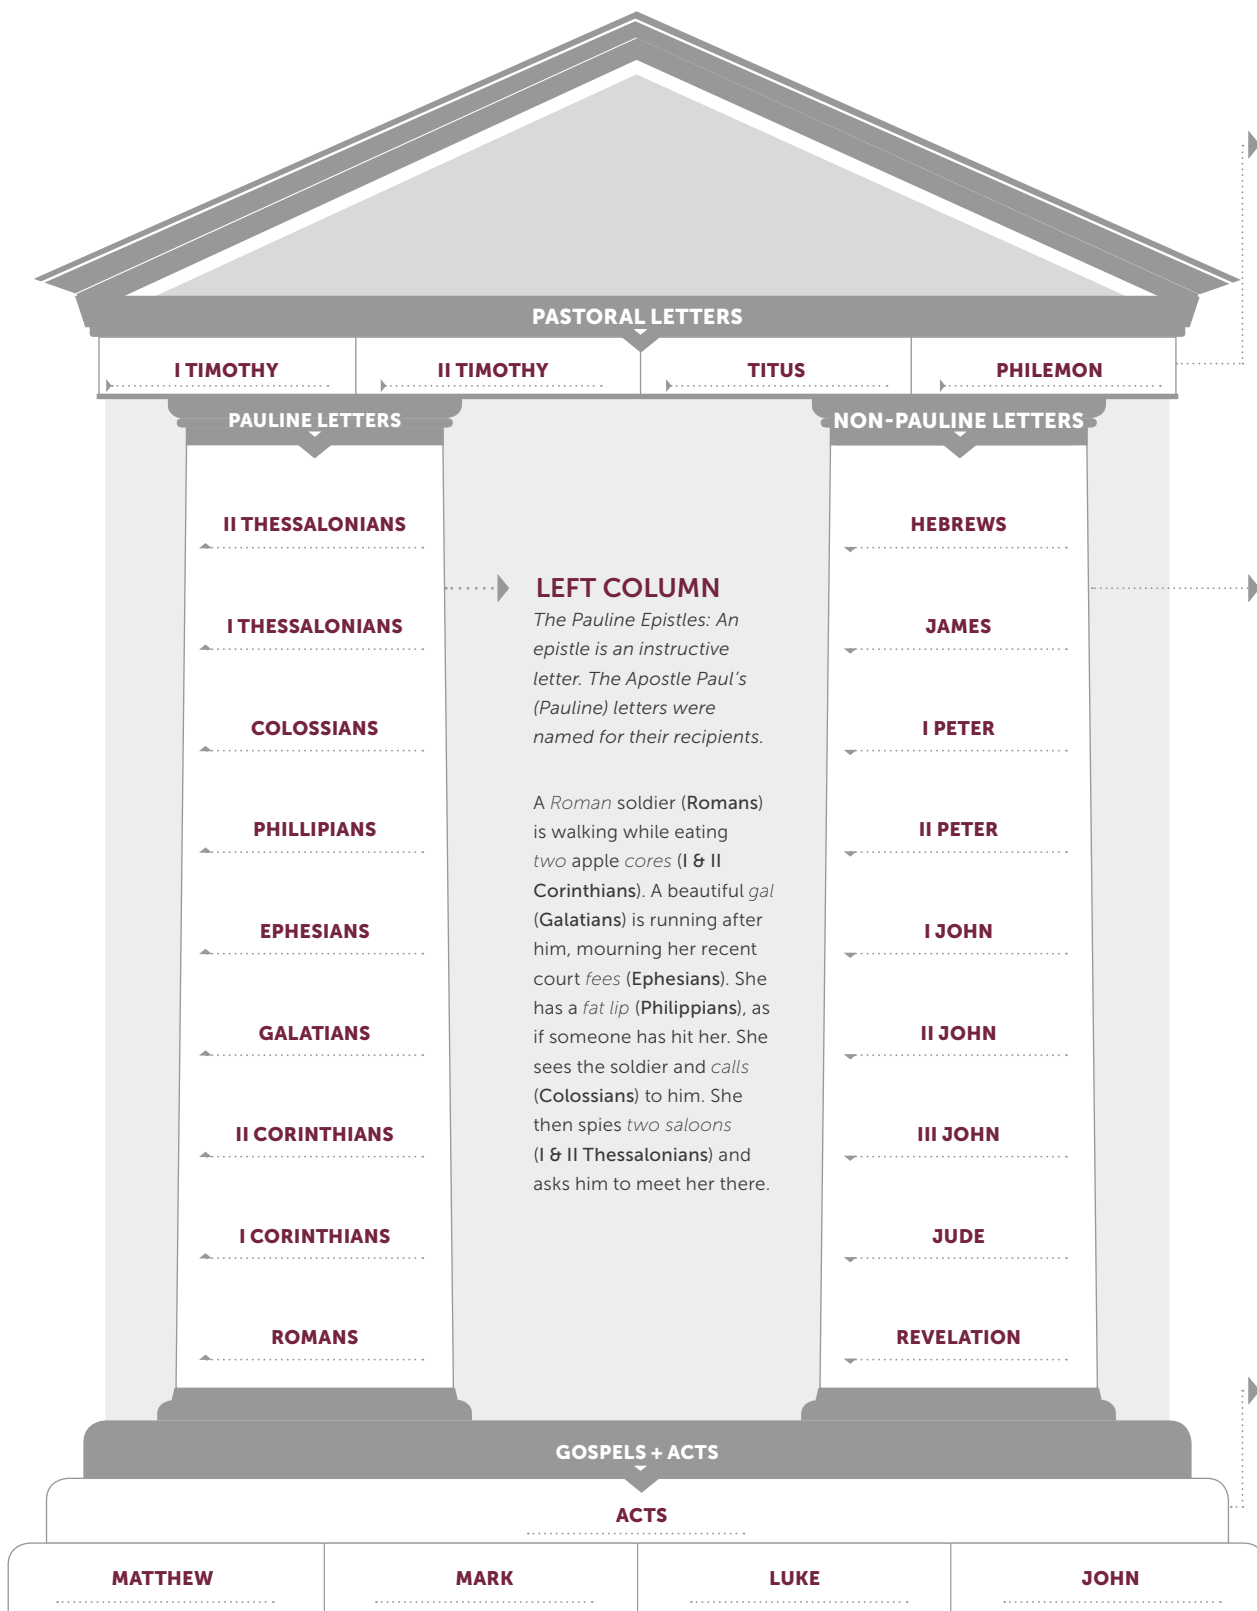 PASTORAL LETTERS
I TIMOTHY
II TIMOTHY
TITUS
PHILEMON
PAULINE LETTERS
II THESSALONIANS
I THESSALONIANS
COLOSSIANS
PHILLIPIANS
EPHESIANS
GALATIANS
II CORINTHIANS
I CORINTHIANS
ROMANS
LEFT COLUMN
The Pauline Epistles: An
epistle is an instructive
letter. The Apostle Paul's
(Pauline) letters were
named for their recipients.
A Roman soldier (Romans)
is walking while eating
two apple cores (I & II
Corinthians). A beautiful gal
(Galatians) is running after
him, mourning her recent
court fees (Ephesians). She
has a fat lip (Philippians), as
if someone has hit her. She
sees the soldier and calls
(Colossians) to him. She
then spies two saloons
(I & II Thessalonians) and
asks him to meet her there.
NON-PAULINE LETTERS
HEBREWS
JAMES
I PETER
II PETER
I JOHN
II JOHN
III JOHN
JUDE
REVELATION
GOSPELS + ACTS
ACTS
MATTHEW
MARK
LUKE
JOHN